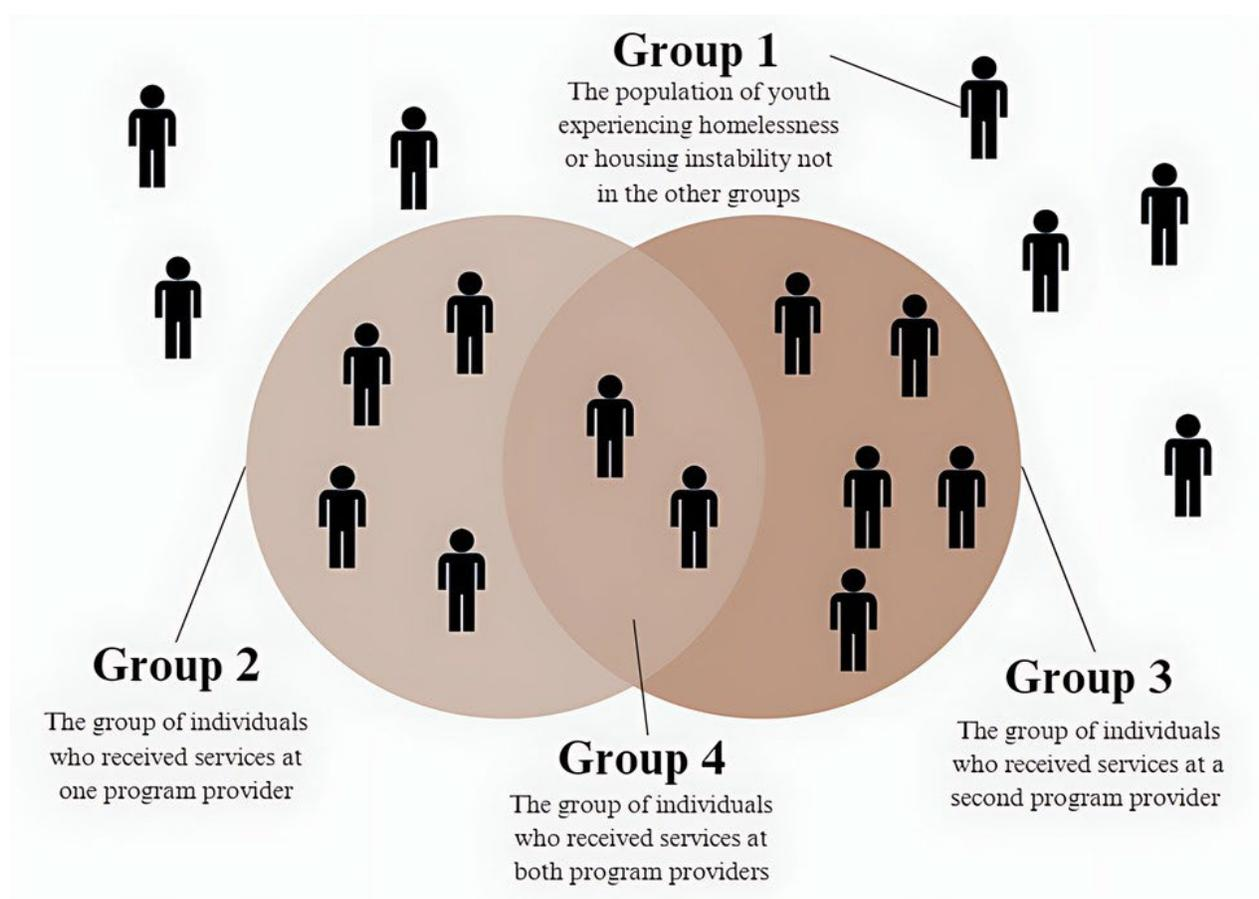 Group 1
The population of youth
experiencing homelessness
or housing instability not
in the other groups
Group 2
The group of individuals
who received services at
one program provider
Group 4
The group of individuals
who received services at
both program providers
Group 3
The group of individuals
who received services at a
second program provider